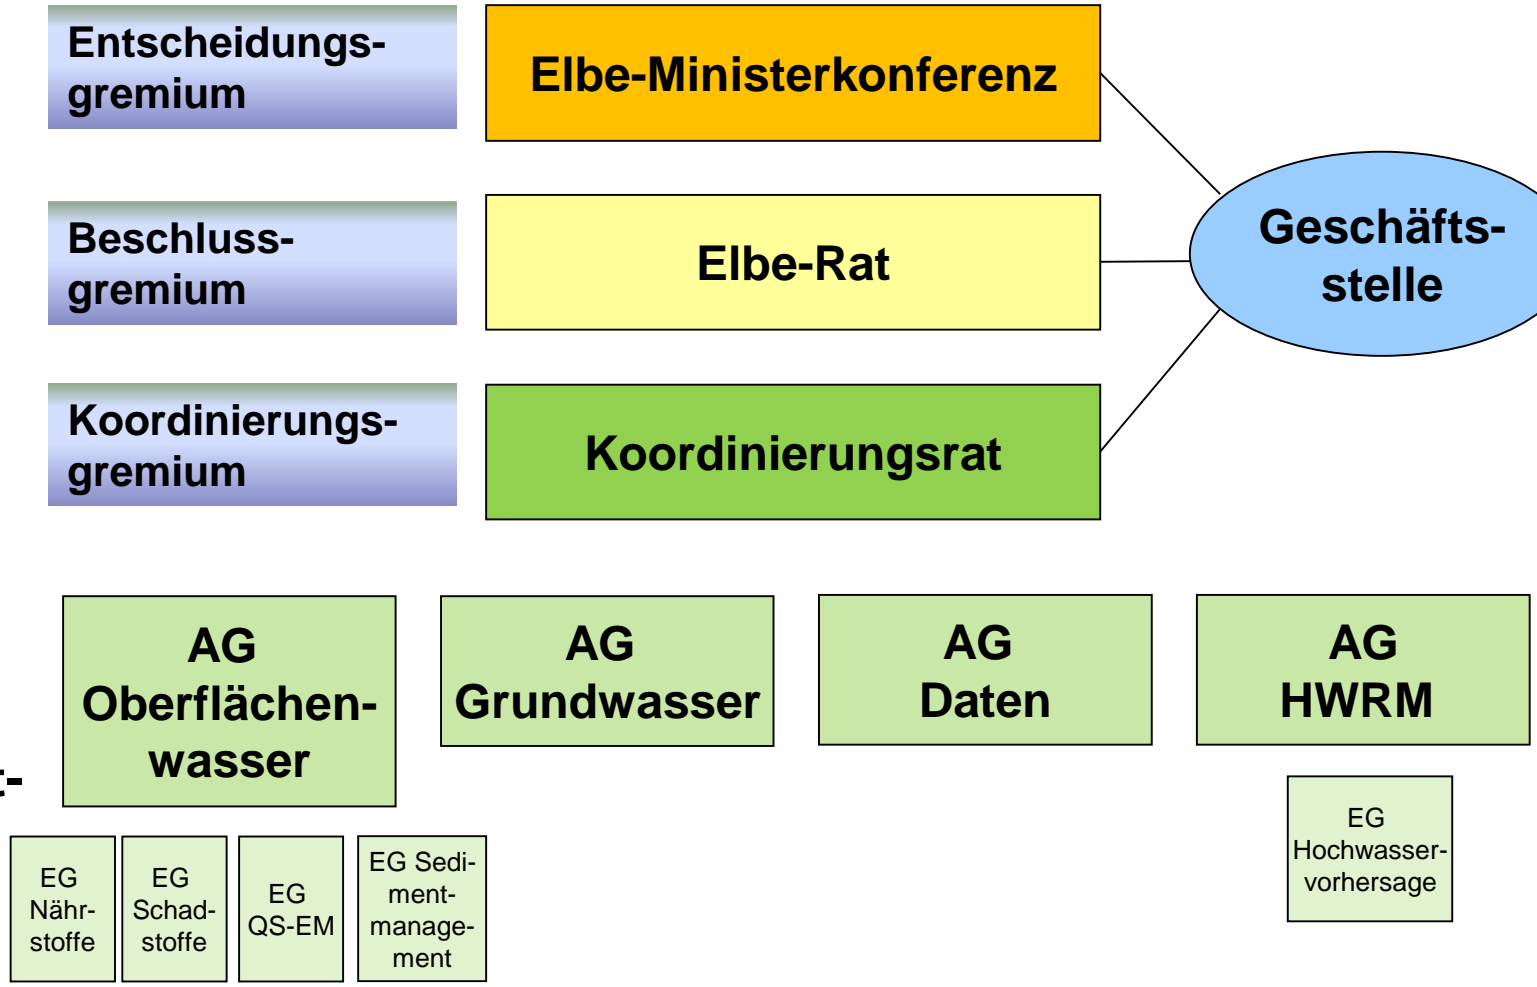 Entscheidungs-
gremium
Elbe-Ministerkonferenz
Beschluss-
gremium
Elbe-Rat
Geschäfts-
stelle
Koordinierungs-
gremium
Koordinierungsrat
AG
Oberflächen-
wasser
AG
Grundwasser
AG
Daten
AG
HWRM
t-
EG
Nähr-
stoffe
EG
Schad-
stoffe
EG
QS-EM
EG Sedi-
ment-
manage-
ment
EG
Hochwasser-
vorhersage